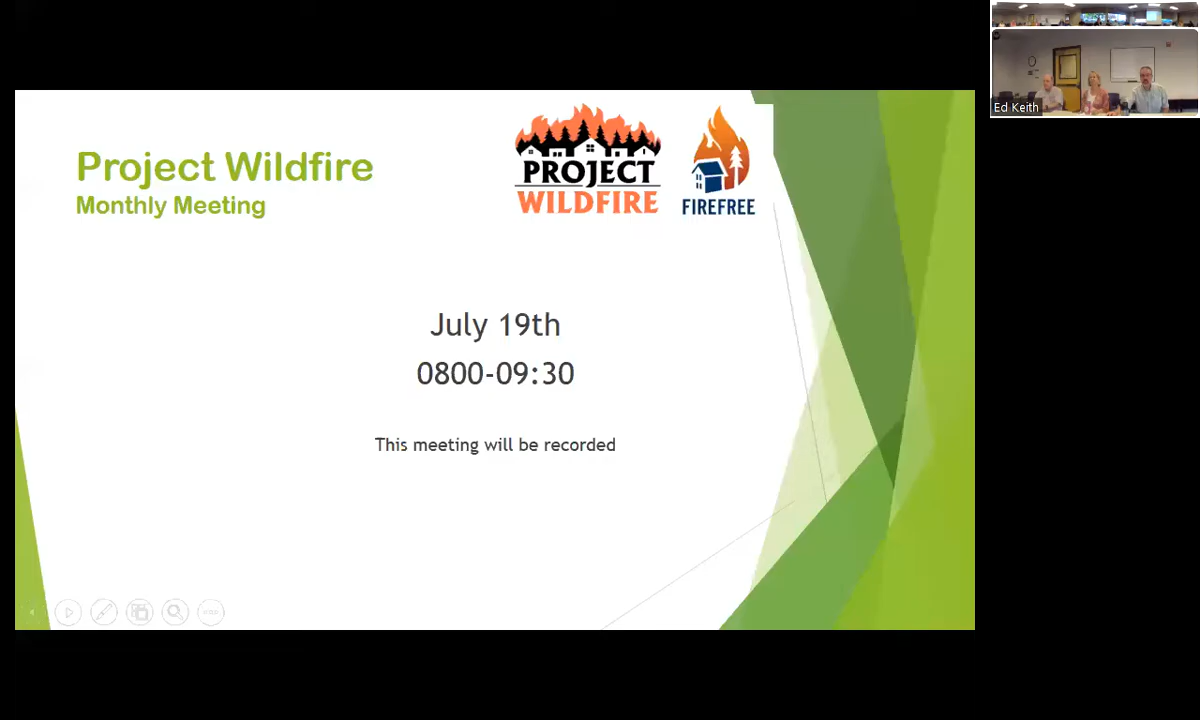 Project Wildfire
Monthly Meeting
PROJECT
WILDFIRE
FIREFREE
July 19th
0800-09:30
This meeting will be recorded
Ed Keith